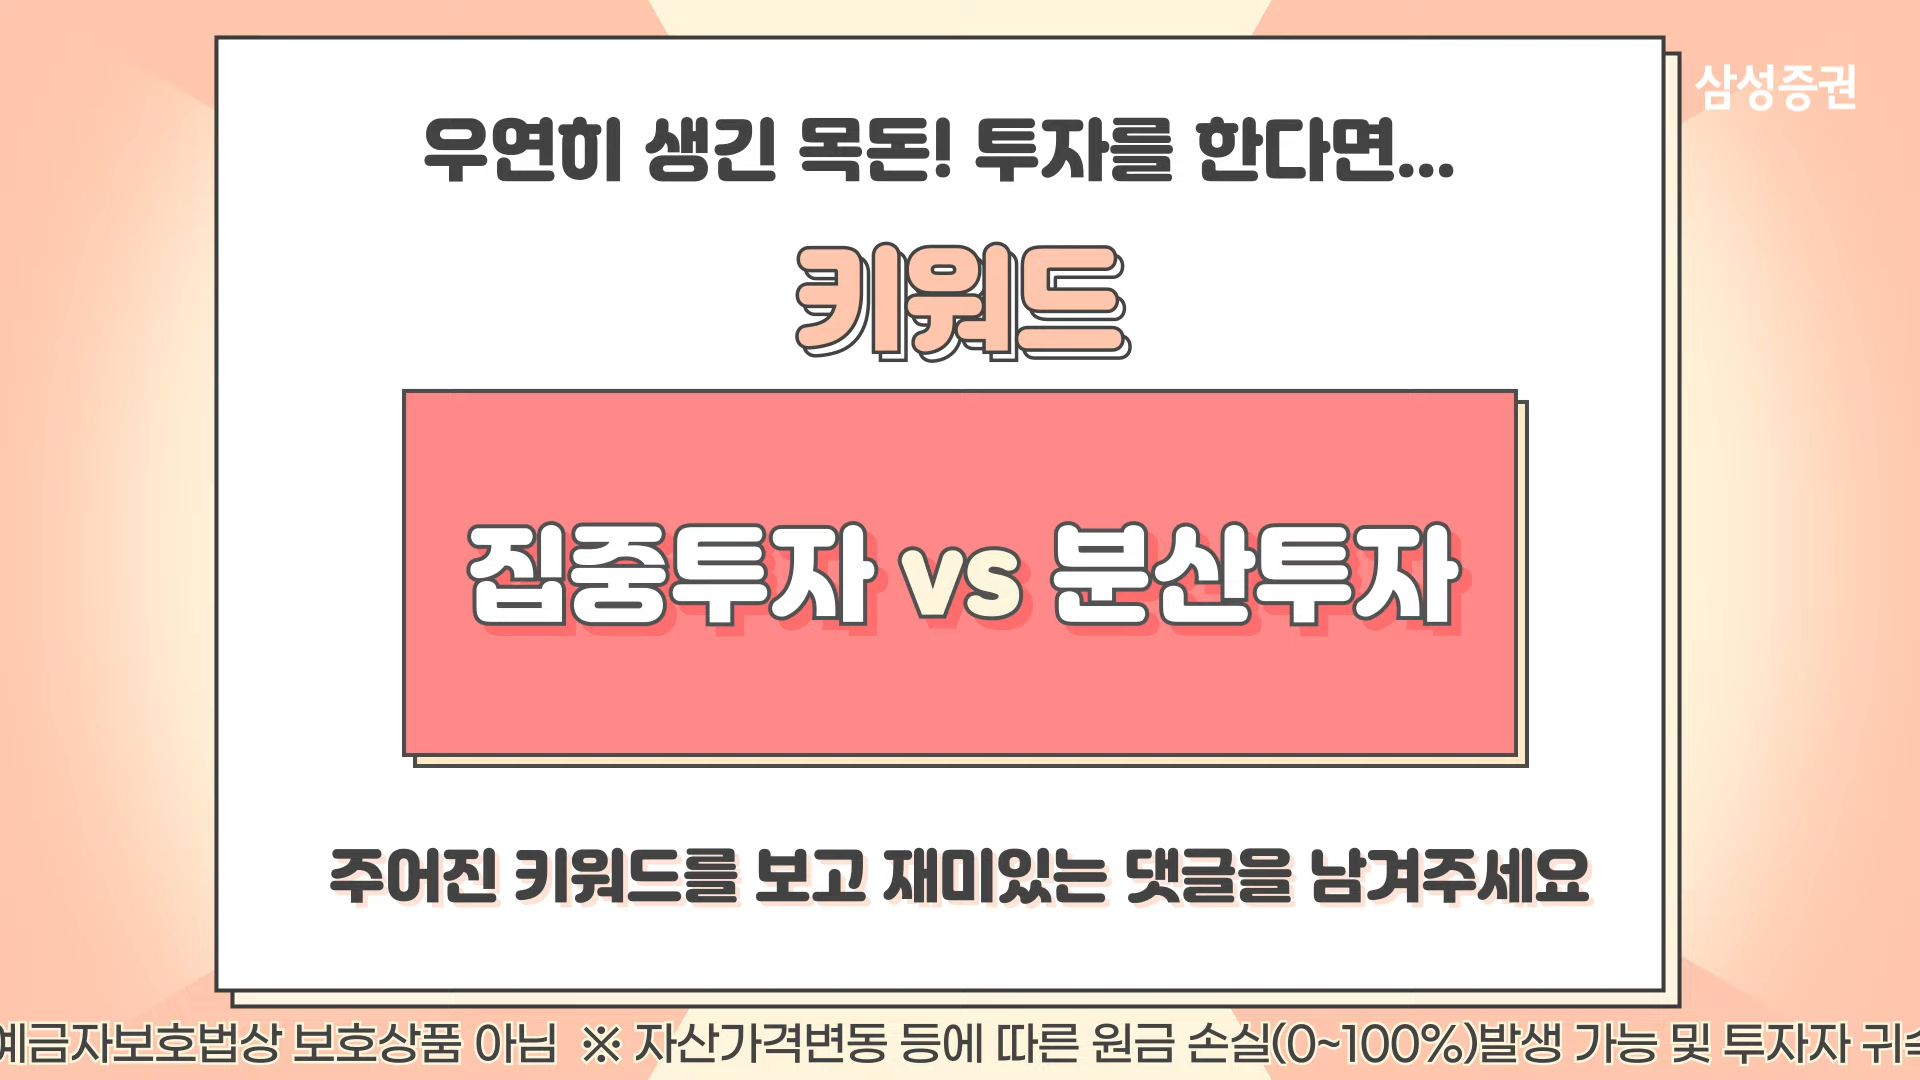 삼성증권
우연히 생긴 목돈! 투자를 한다면...
키워드
집중투자 vs 분산투자
주어진 키워드를 보고 재미있는 댓글을 남겨주세요
예금자보호법상 보호상품 아님 ※ 자산가격변동 등에 따른 원금 손실(0~100%)발생 가능 및 투자자 귀속